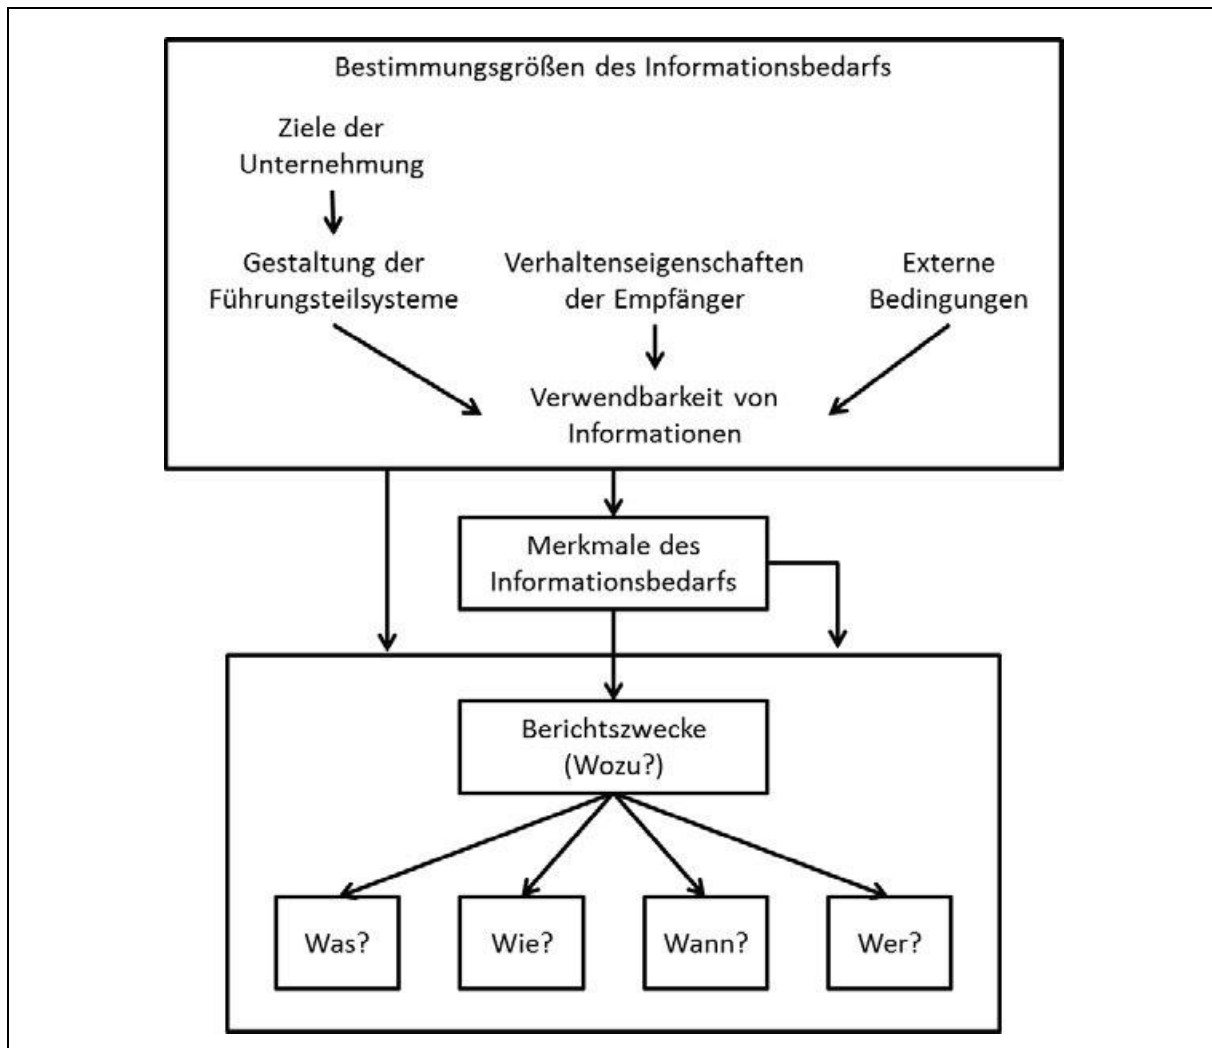 Bestimmungsgrößen des Informationsbedarfs
Ziele der
Unternehmung
Gestaltung der
Führungsteilsysteme
Verhaltenseigenschaften
der Empfänger
Externe
Bedingungen
Verwendbarkeit von
Informationen
Merkmale des
Informationsbedarfs
Berichtszwecke
(Wozu?)
Was?
Wie?
Wann?
Wer?